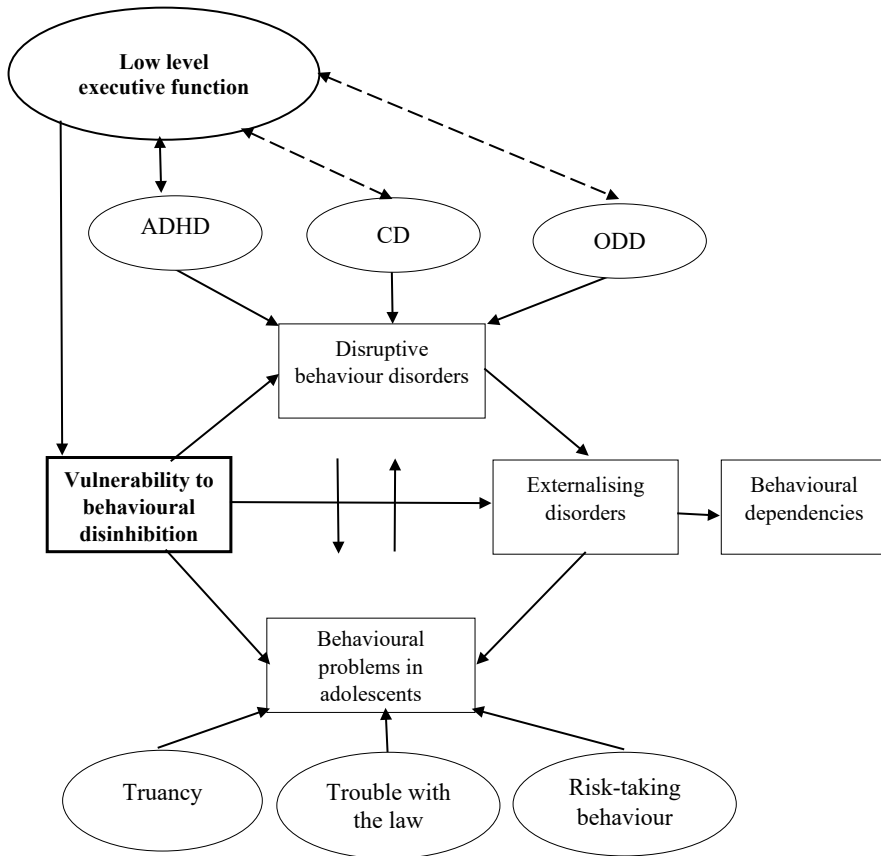 Low level
executive function
ADHD
CD
ODD
Disruptive
behaviour disorders
Vulnerability to
behavioural
disinhibition
Externalising
disorders
Behavioural
dependencies
Behavioural
problems in
adolescents
Truancy
Trouble with
the law
Risk-taking
behaviour